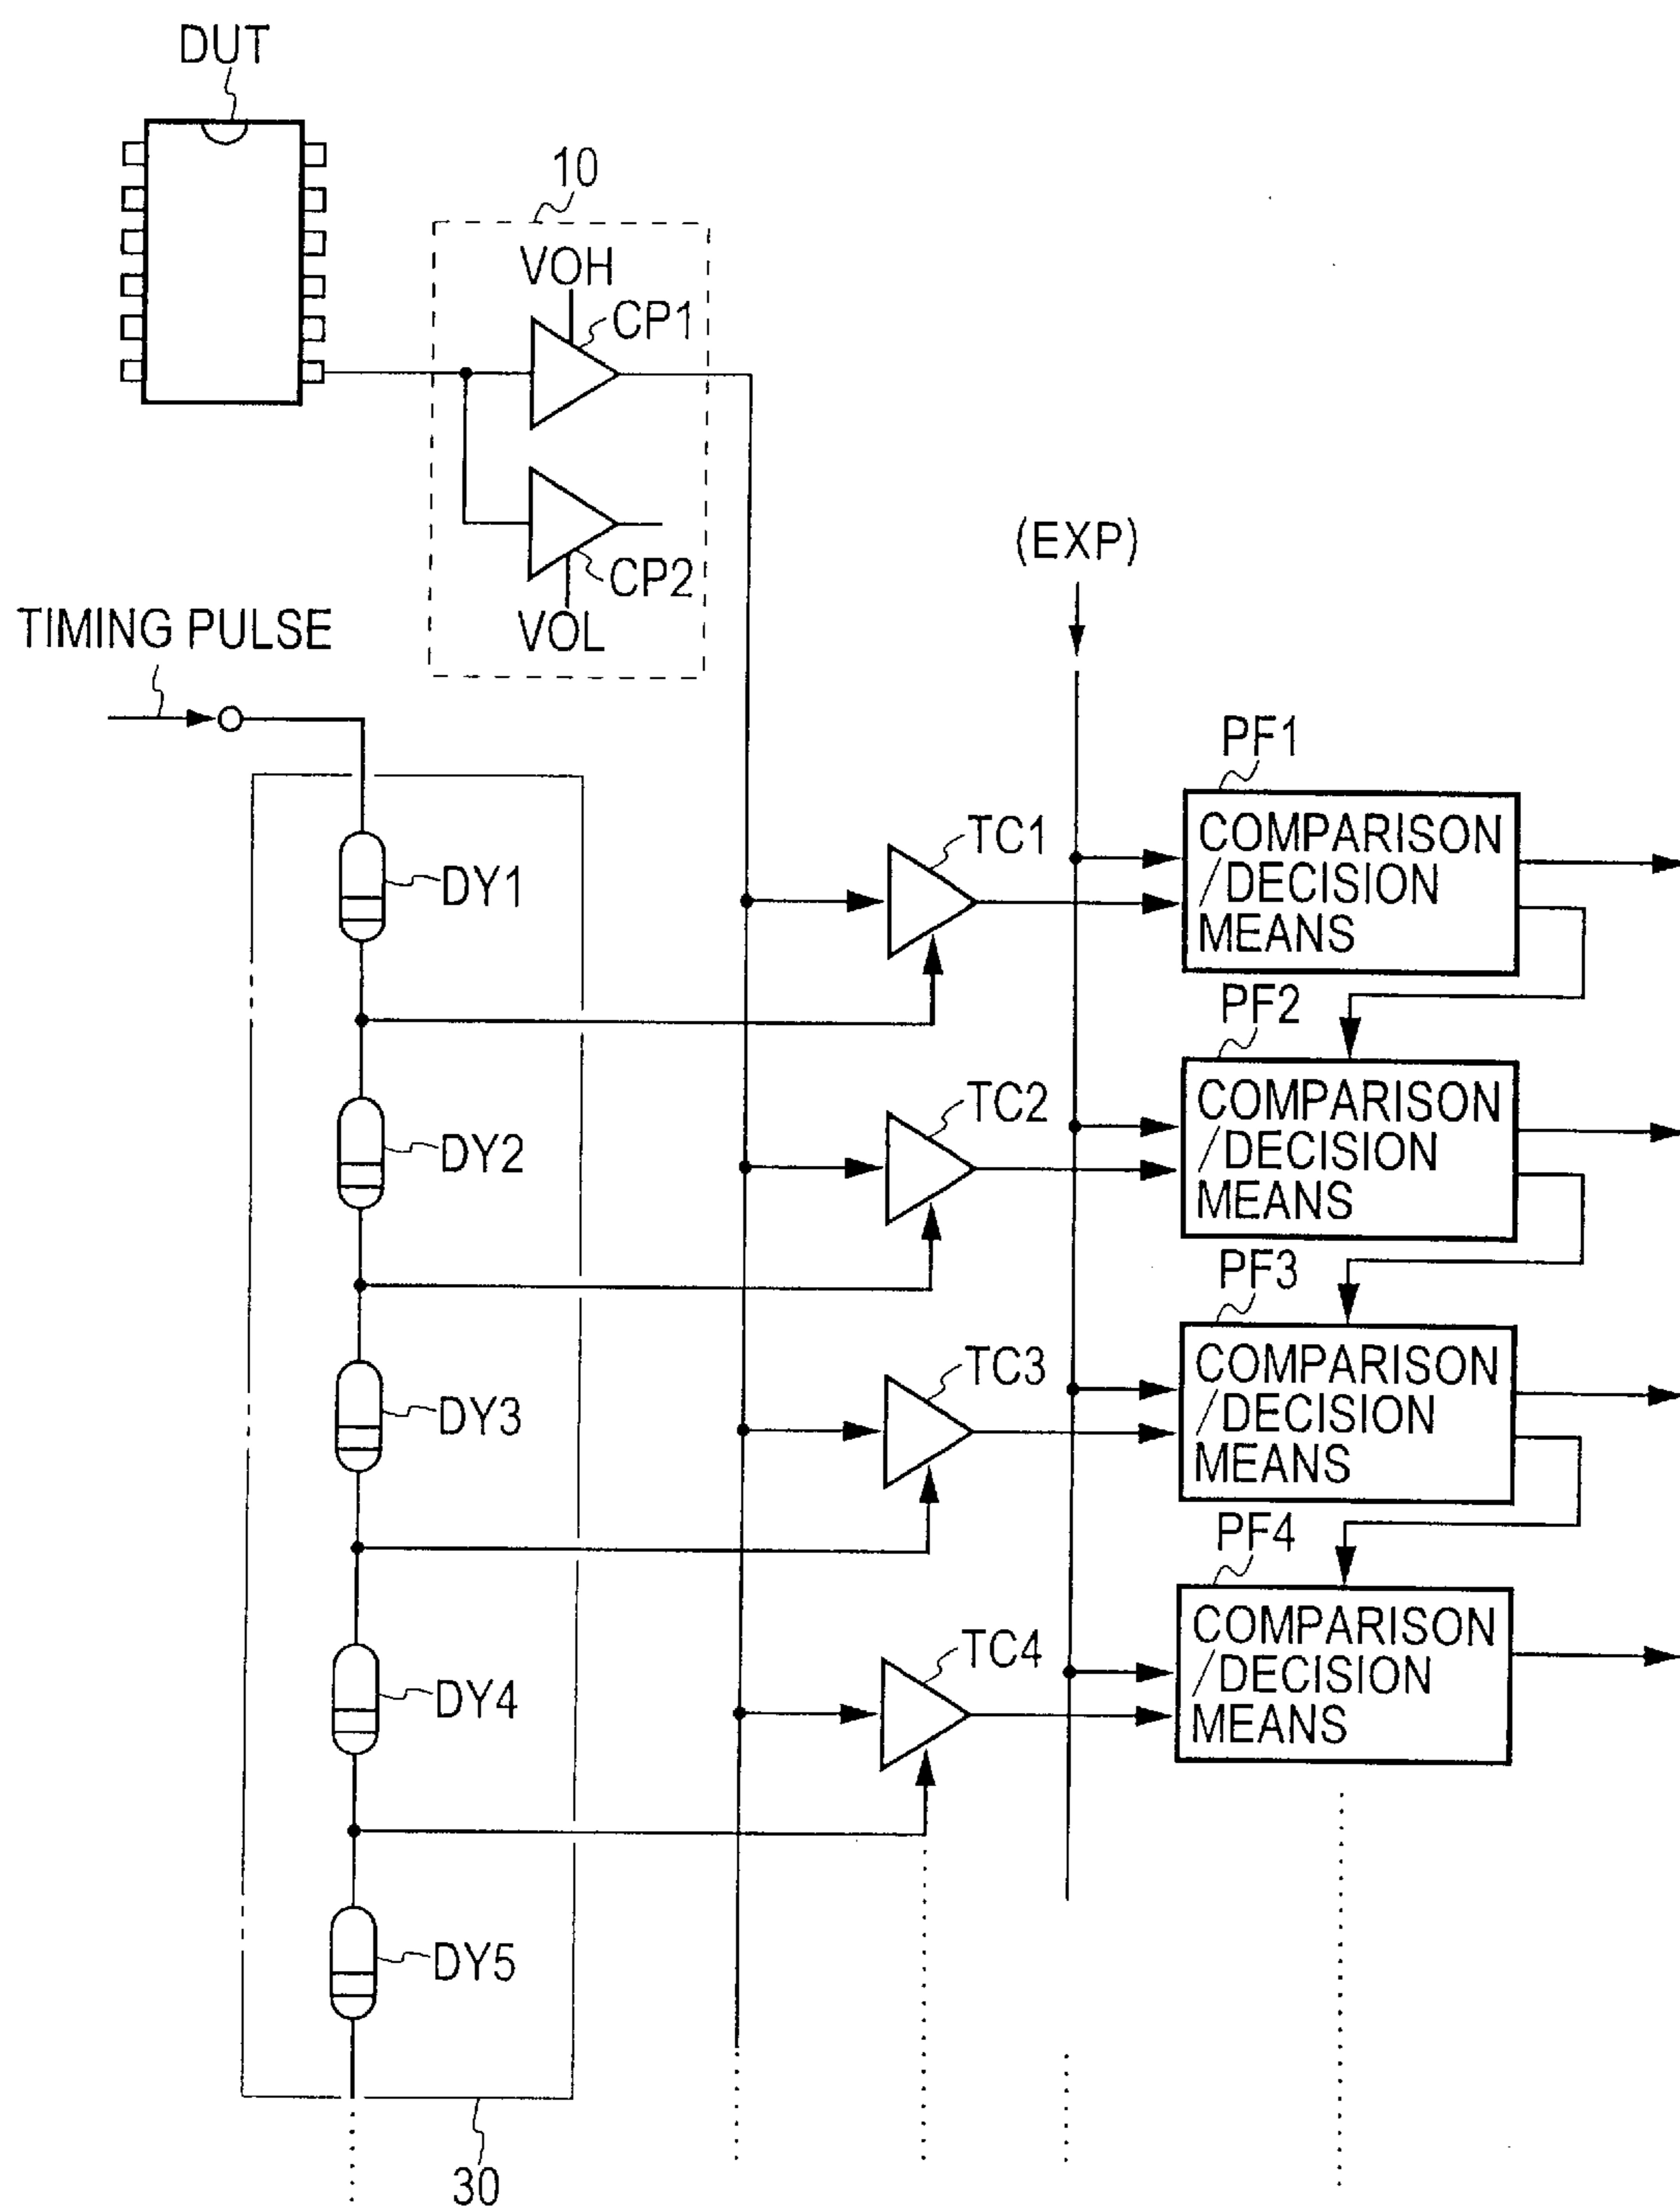 DUT
10
VOH
CP1
CP2
VOL
(EXP)
TIMING PULSE
PF1
COMPARISON
/DECISION
MEANS
TC1
DY1
PF2
COMPARISON
/DECISION
MEANS
TC2
DY2
PF3
COMPARISON
/DECISION
MEANS
TC3
DY3
PF4
COMPARISON
/DECISION
MEANS
TC4
DY4
DY5
30